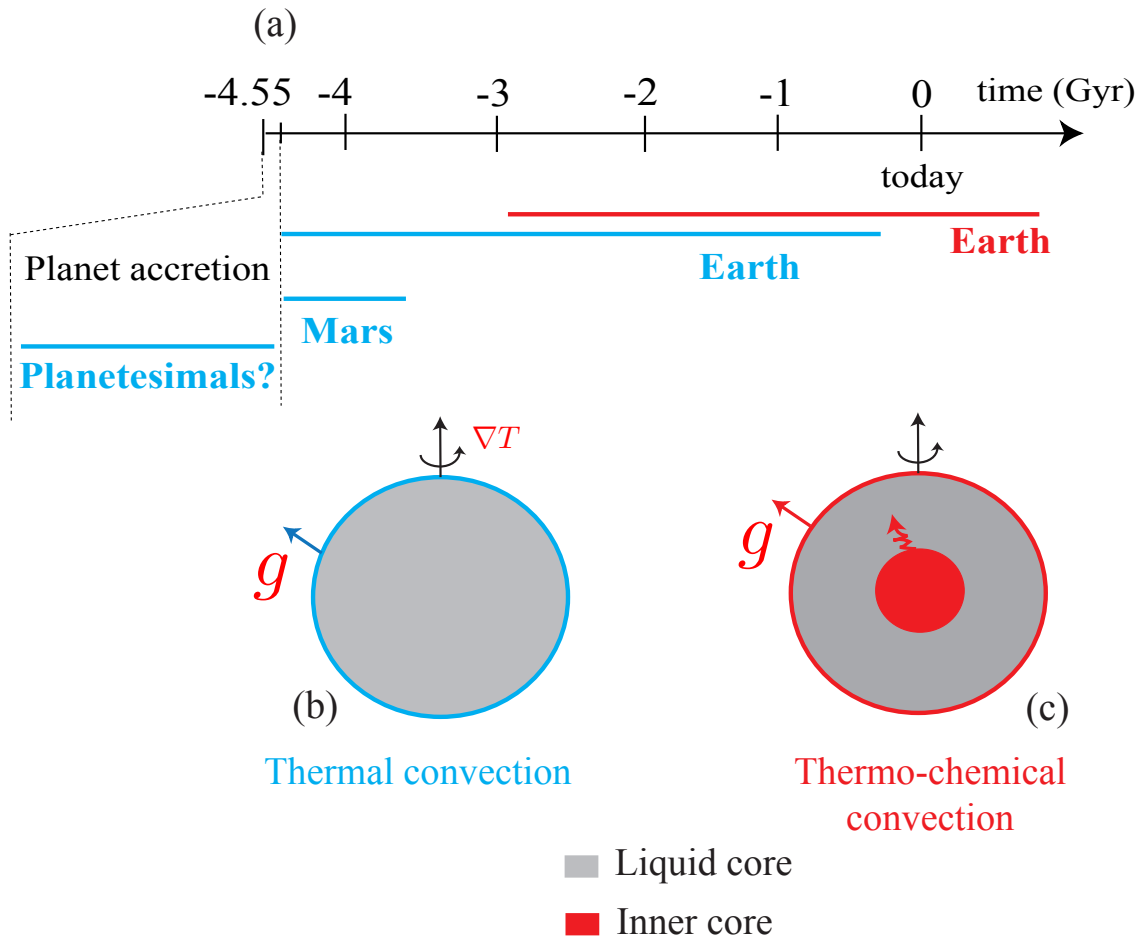 (a)
-4.55 -4 -3 -2 -1 0 time (Gyr)
today
Earth
Earth
Planet accretion
Mars
Planetesimals?
∇T
g
g
(b)
(c)
Thermal convection
Thermo-chemical
convection
Liquid core
Inner core